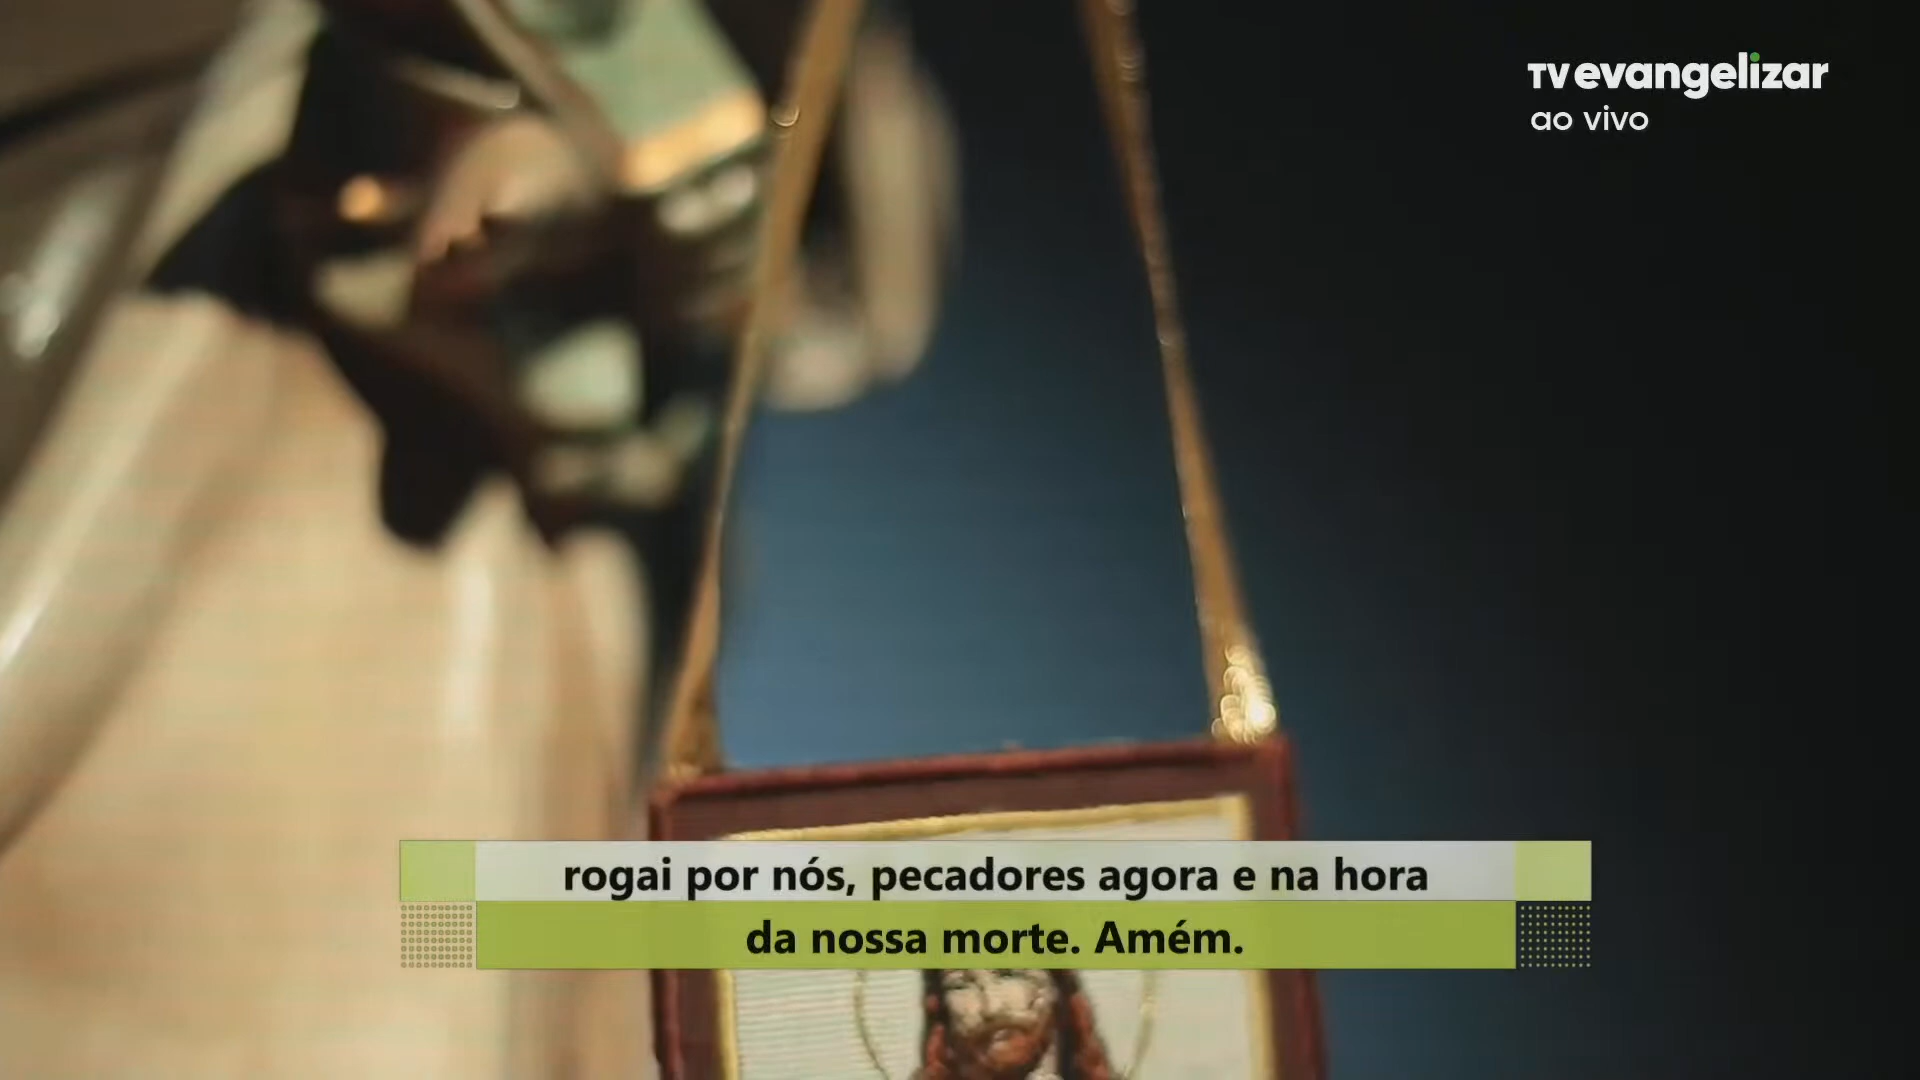 TV evangelizar
ao vivo
rogai por nós, pecadores agora e na hora
da nossa morte. Amém.